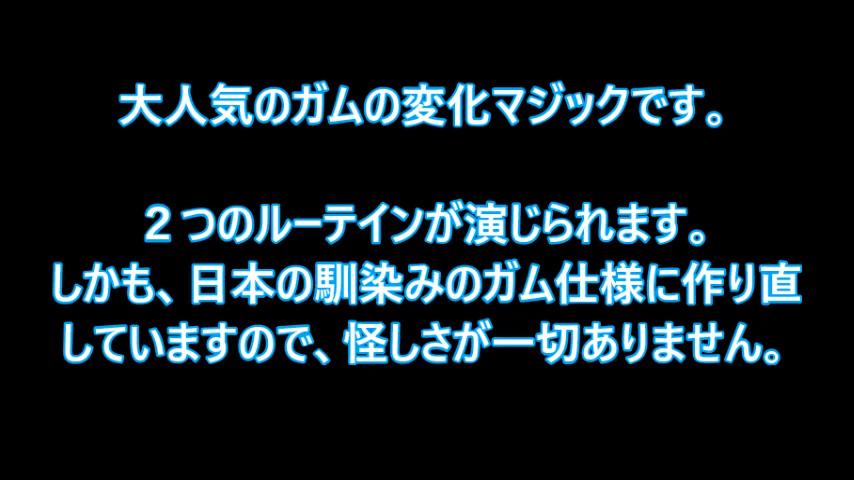 大人気のガムの変化マジックです。
２つのルーテインが演じられます。
しかも、日本の馴染みのガム仕様に作り直
していますので、怪しさが一切ありません。